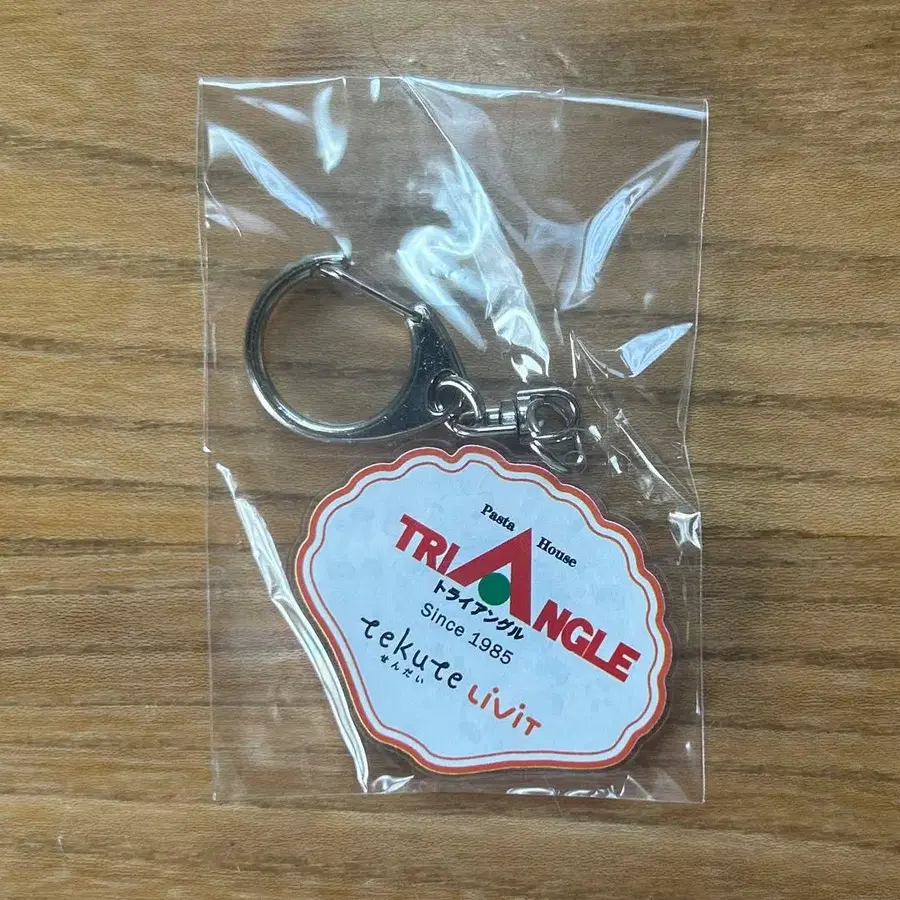 Pasta House
TRIANGLE
トライアングル
Since 1985
tekute LiViT
せんだい